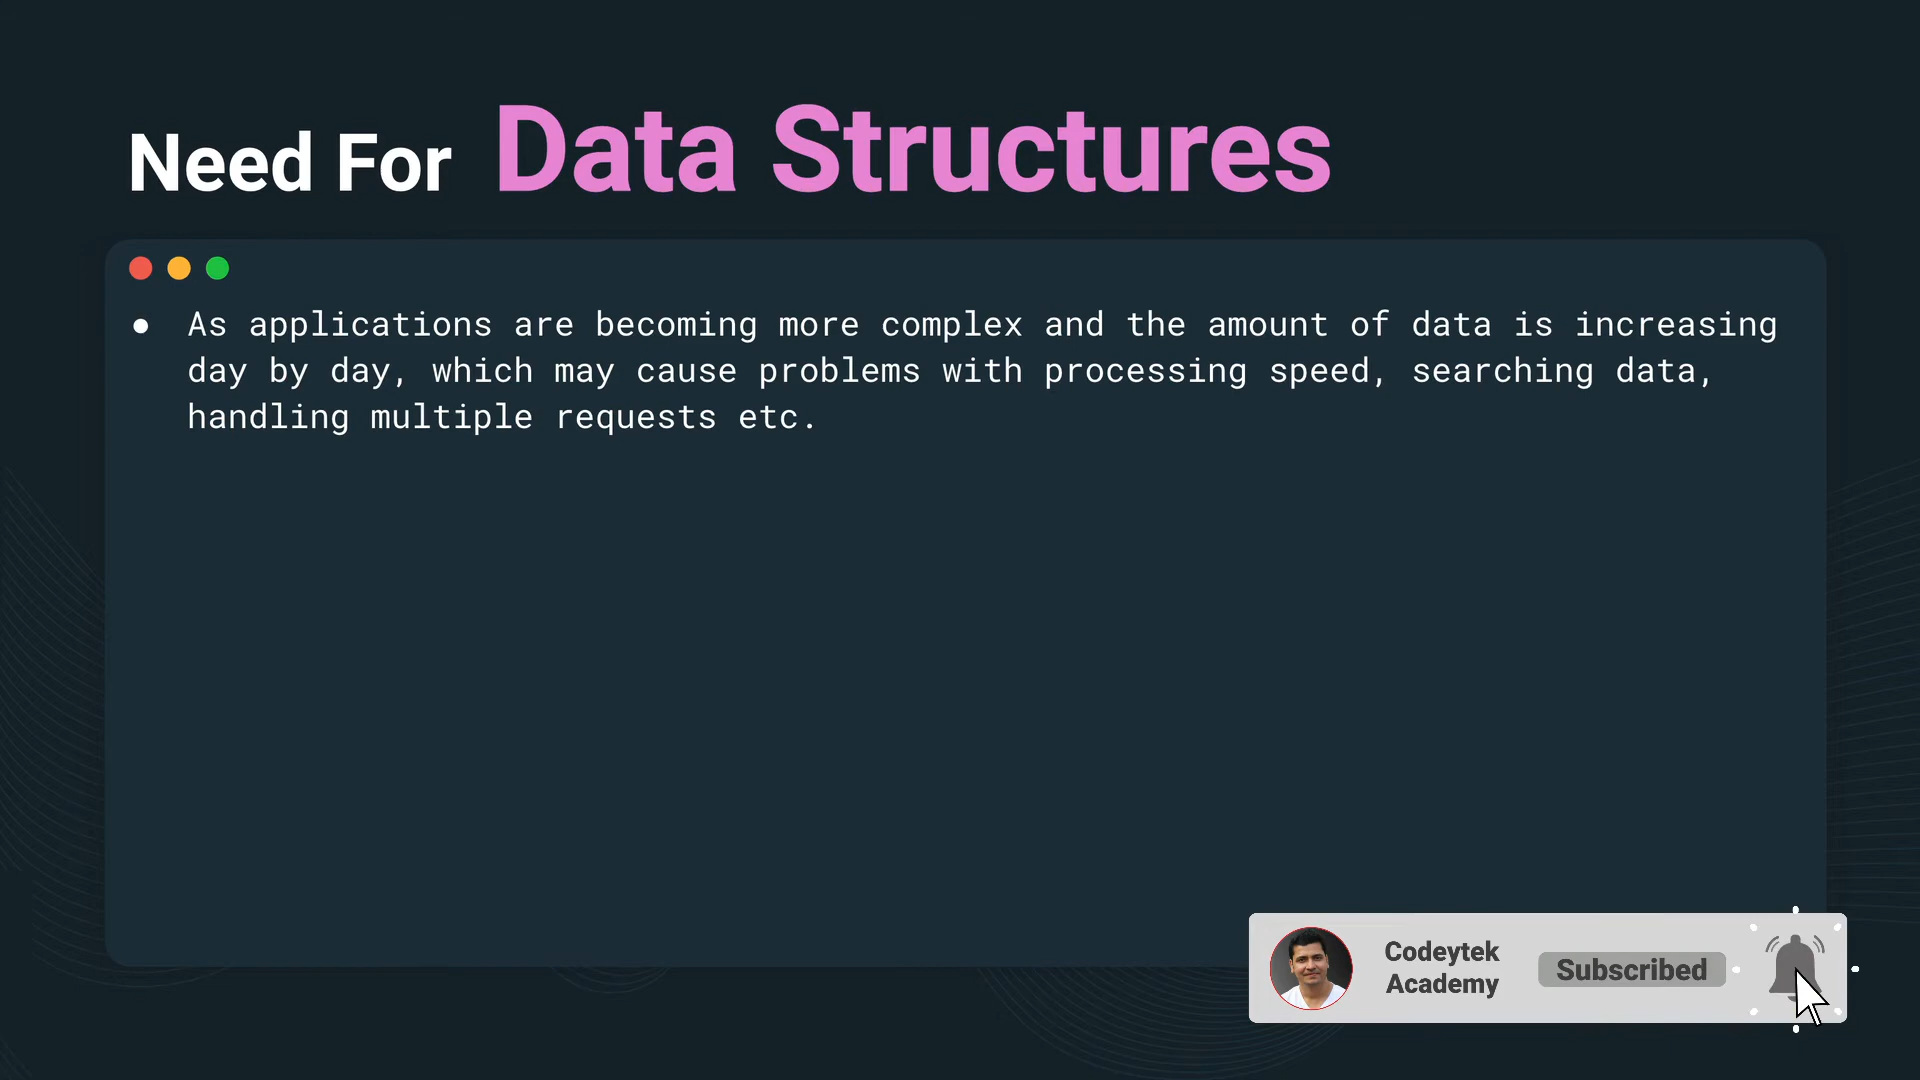 Need For Data Structures
● As applications are becoming more complex and the amount of data is increasing
day by day, which may cause problems with processing speed, searching data,
handling multiple requests etc.
Codeytek
Academy
Subscribed